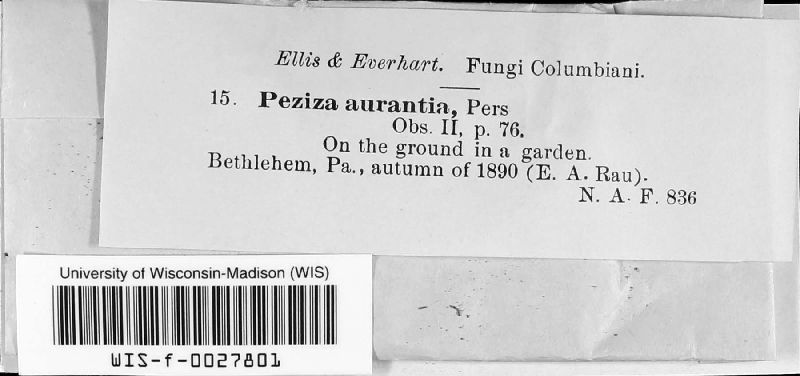 Ellis & Everhart. Fungi Columbiani.
15. Peziza aurantia, Pers
Obs. II, p. 76.
On the ground in a garden.
Bethlehem, Pa., autumn of 1890 (E. A. Rau).
N. A. F. 836
University of Wisconsin-Madison (WIS)
WIS-f-0027801